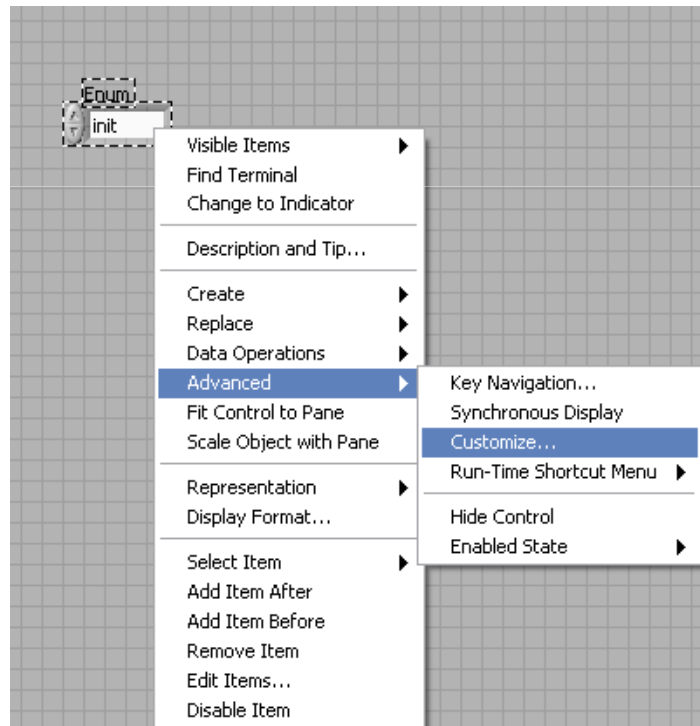 Enum
init
Visible Items
Find Terminal
Change to Indicator
Description and Tip...
Create
Replace
Data Operations
Advanced
Fit Control to Pane
Scale Object with Pane
Representation
Display Format...
Select Item
Add Item After
Add Item Before
Remove Item
Edit Items...
Disable Item
Key Navigation...
Synchronous Display
Customize...
Run-Time Shortcut Menu
Hide Control
Enabled State